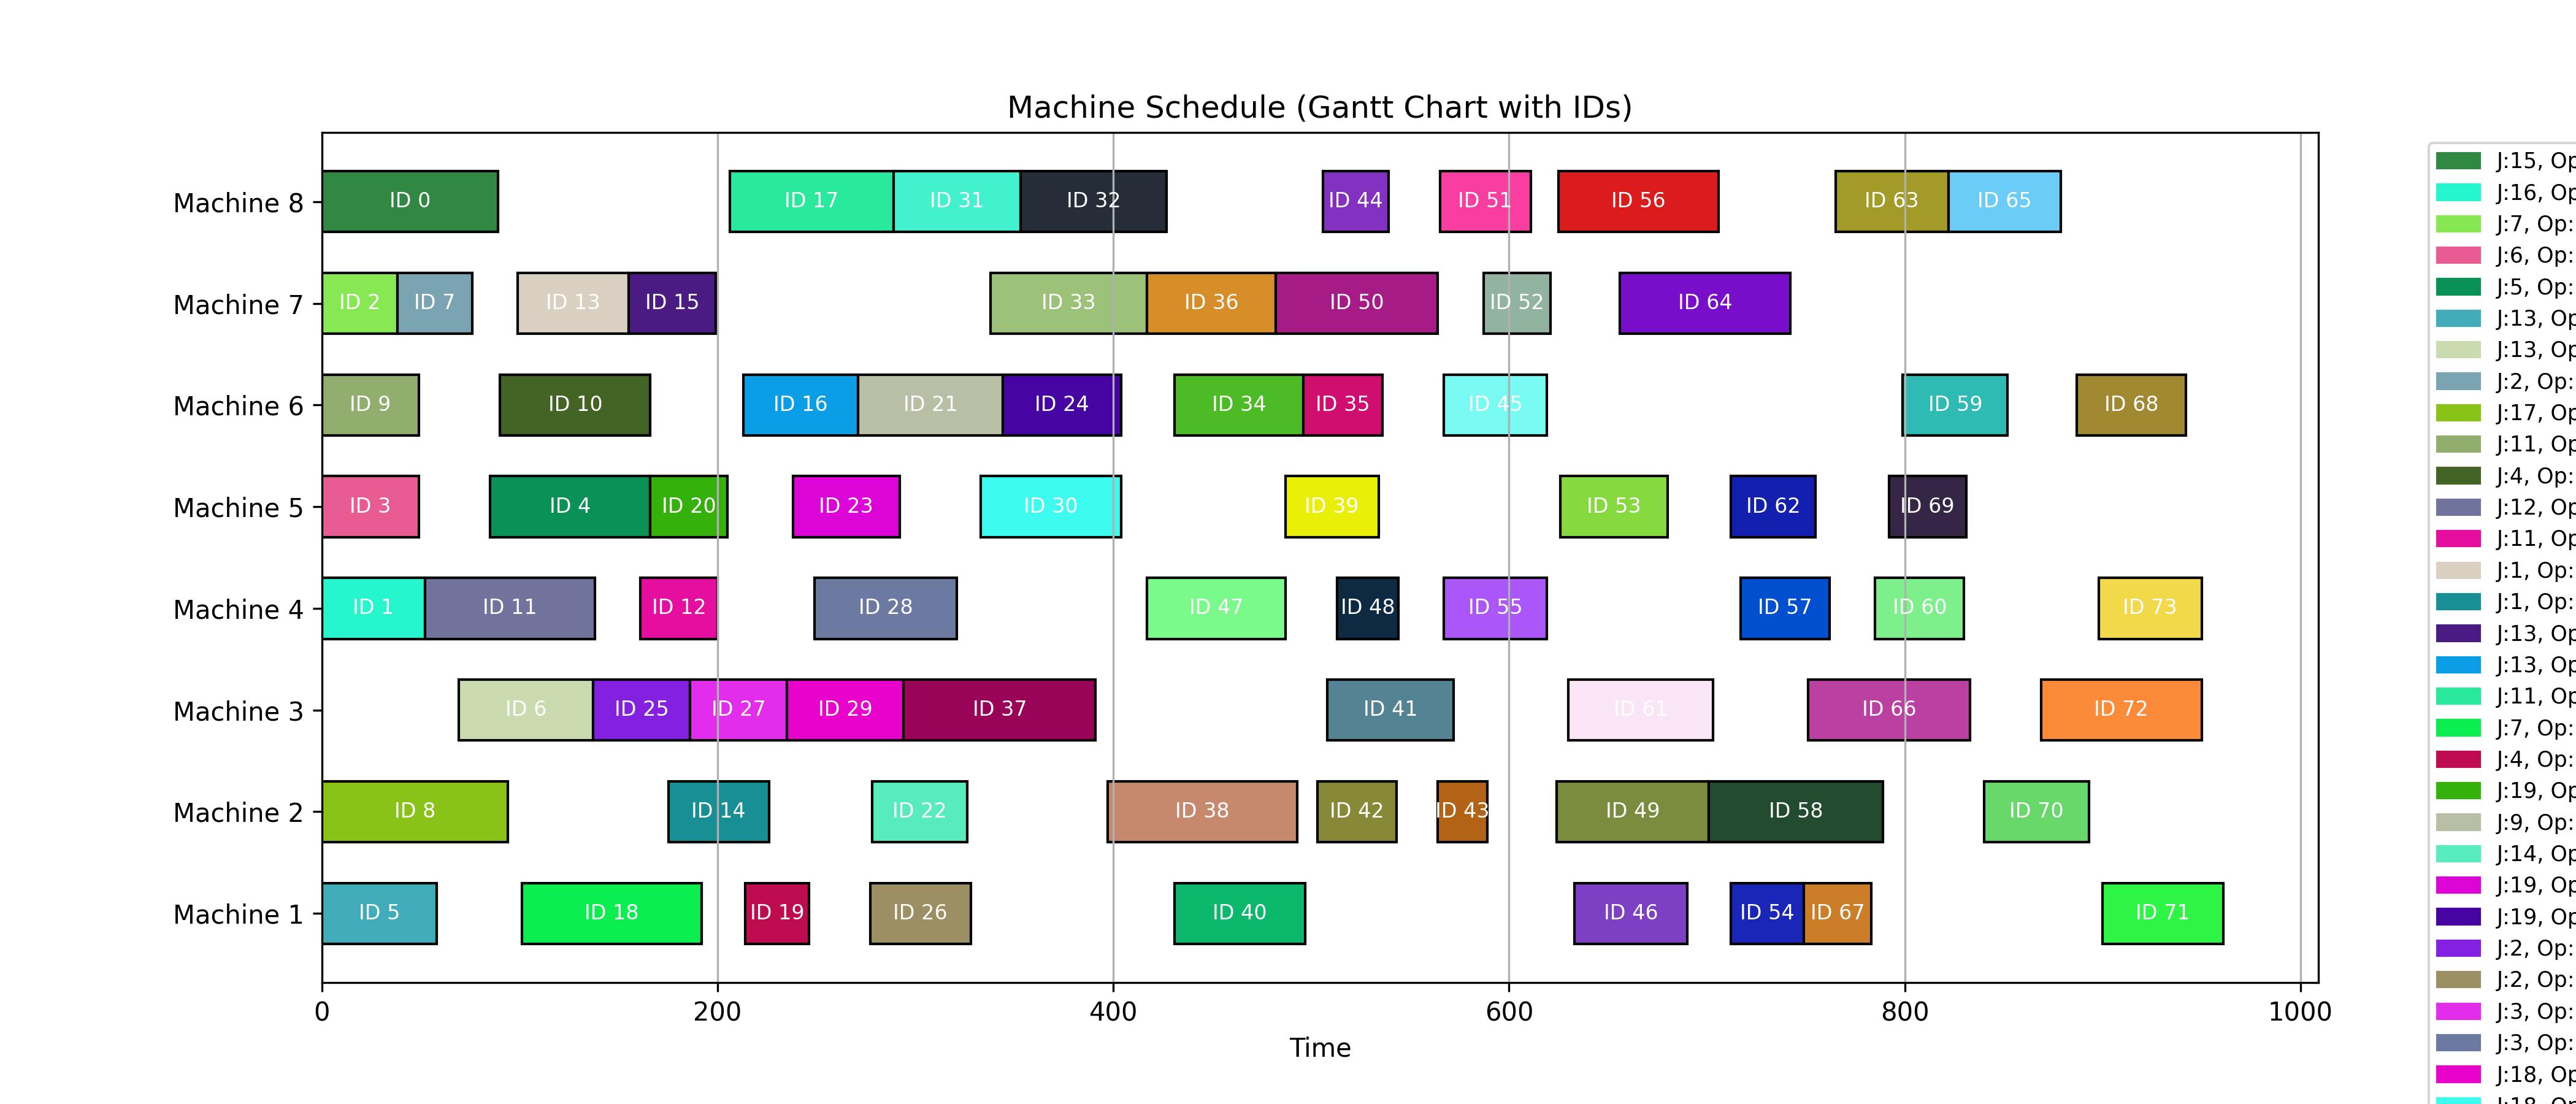 Machine Schedule (Gantt Chart with IDs)
Machine 8
ID 0
ID 17
ID 31
ID 32
ID 44
ID 51
ID 56
ID 63
ID 65
Machine 7
ID 2
ID 7
ID 13
ID 15
ID 33
ID 36
ID 50
ID 52
ID 64
Machine 6
ID 9
ID 10
ID 16
ID 21
ID 24
ID 34
ID 35
ID 45
ID 59
ID 68
Machine 5
ID 3
ID 4
ID 20
ID 23
ID 30
ID 39
ID 53
ID 62
ID 69
Machine 4
ID 1
ID 11
ID 12
ID 28
ID 47
ID 48
ID 55
ID 57
ID 60
ID 73
Machine 3
ID 6
ID 25
ID 27
ID 29
ID 37
ID 41
ID 61
ID 66
ID 72
Machine 2
ID 8
ID 14
ID 22
ID 38
ID 42
ID 43
ID 49
ID 58
ID 70
Machine 1
ID 5
ID 18
ID 19
ID 26
ID 40
ID 46
ID 54
ID 67
ID 71
0
200
400
600
800
1000
Time
J:15, Op
J:16, Op
J:7, Op:
J:6, Op:
J:5, Op:
J:13, Op
J:13, Op
J:2, Op:
J:17, Op
J:11, Op
J:4, Op:
J:12, Op
J:11, Op
J:1, Op:
J:1, Op:
J:13, Op
J:13, Op
J:11, Op
J:7, Op:
J:4, Op:
J:19, Op
J:9, Op:
J:14, Op
J:19, Op
J:19, Op
J:2, Op:
J:2, Op:
J:3, Op:
J:3, Op:
J:18, Op
J:18, Op